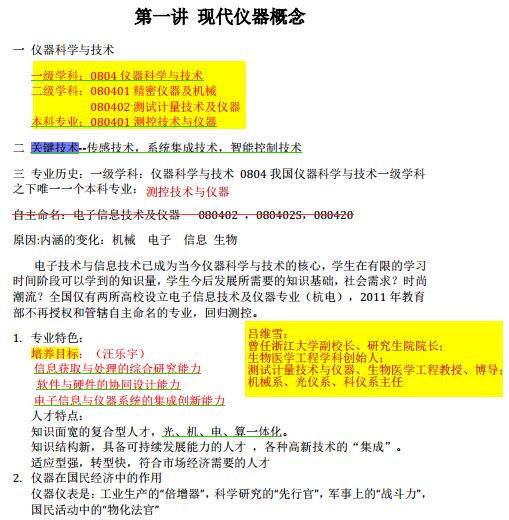 第一讲 现代仪器概念
一 仪器科学与技术
一级学科：0804 仪器科学与技术
二级学科：080401 精密仪器及机械
080402 测试计量技术及仪器
本科专业：080401 测控技术与仪器
二 关键技术--传感技术，系统集成技术，智能控制技术
三 专业历史：一级学科：仪器科学与技术 0804 我国仪器科学与技术一级学科
之下唯一一个本科专业：测控技术与仪器
自主命名：电子信息技术及仪器 080402 ，080402S，080420
原因:内涵的变化：机械 电子 信息 生物
电子技术与信息技术已成为当今仪器科学与技术的核心，学生在有限的学习
时间阶段可以学到的知识量，学生今后发展所需要的知识基础，社会需求？时尚
潮流？全国仅有两所高校设立电子信息技术及仪器专业（杭电），2011 年教育
部不再授权和管辖自主命名的专业，回归测控。
1. 专业特色：
培养目标：（汪乐宇）
信息获取与处理的综合研究能力
软件与硬件的协同设计能力
电子信息与仪器系统的集成创新能力
吕维雪：
曾任浙江大学副校长、研究生院院长；
生物医学工程学科创始人；
测试计量技术与仪器、生物医学工程教授、博导；
机械系、光仪系、科仪系主任
人才特点：
知识面宽的复合型人才，光、机、电、算一体化。
知识结构新，具备可持续发展能力的人才 ，各种高新技术的“集成”。
适应型强，转型快，符合市场经济需要的人才
2. 仪器在国民经济中的作用
仪器仪表是：工业生产的“倍增器”，科学研究的“先行官”，军事上的“战斗力”，
国民活动中的“物化法官”